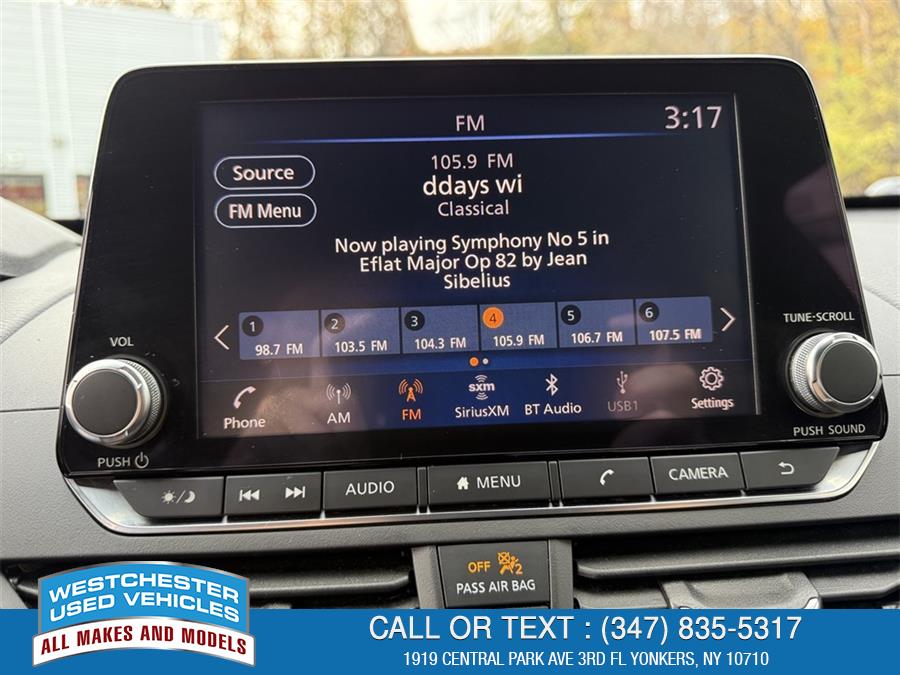 FM
3:17
Source
105.9 FM
ddays wi
FM Menu
Classical
Now playing Symphony No 5 in
Eflat Major Op 82 by Jean
Sibelius
1 2 3 4 5 6
98.7 FM 103.5 FM 104.3 FM 105.9 FM 106.7 FM 107.5 FM
VOL
TUNE·SCROLL
sxm
Phone AM FM SiriusXM BT Audio USB1 Settings
PUSH
PUSH SOUND
AUDIO MENU CAMERA
OFF 2
PASS AIR BAG
WESTCHESTER
USED VEHICLES
ALL MAKES AND MODELS
CALL OR TEXT : (347) 835-5317
1919 CENTRAL PARK AVE 3RD FL YONKERS, NY 10710